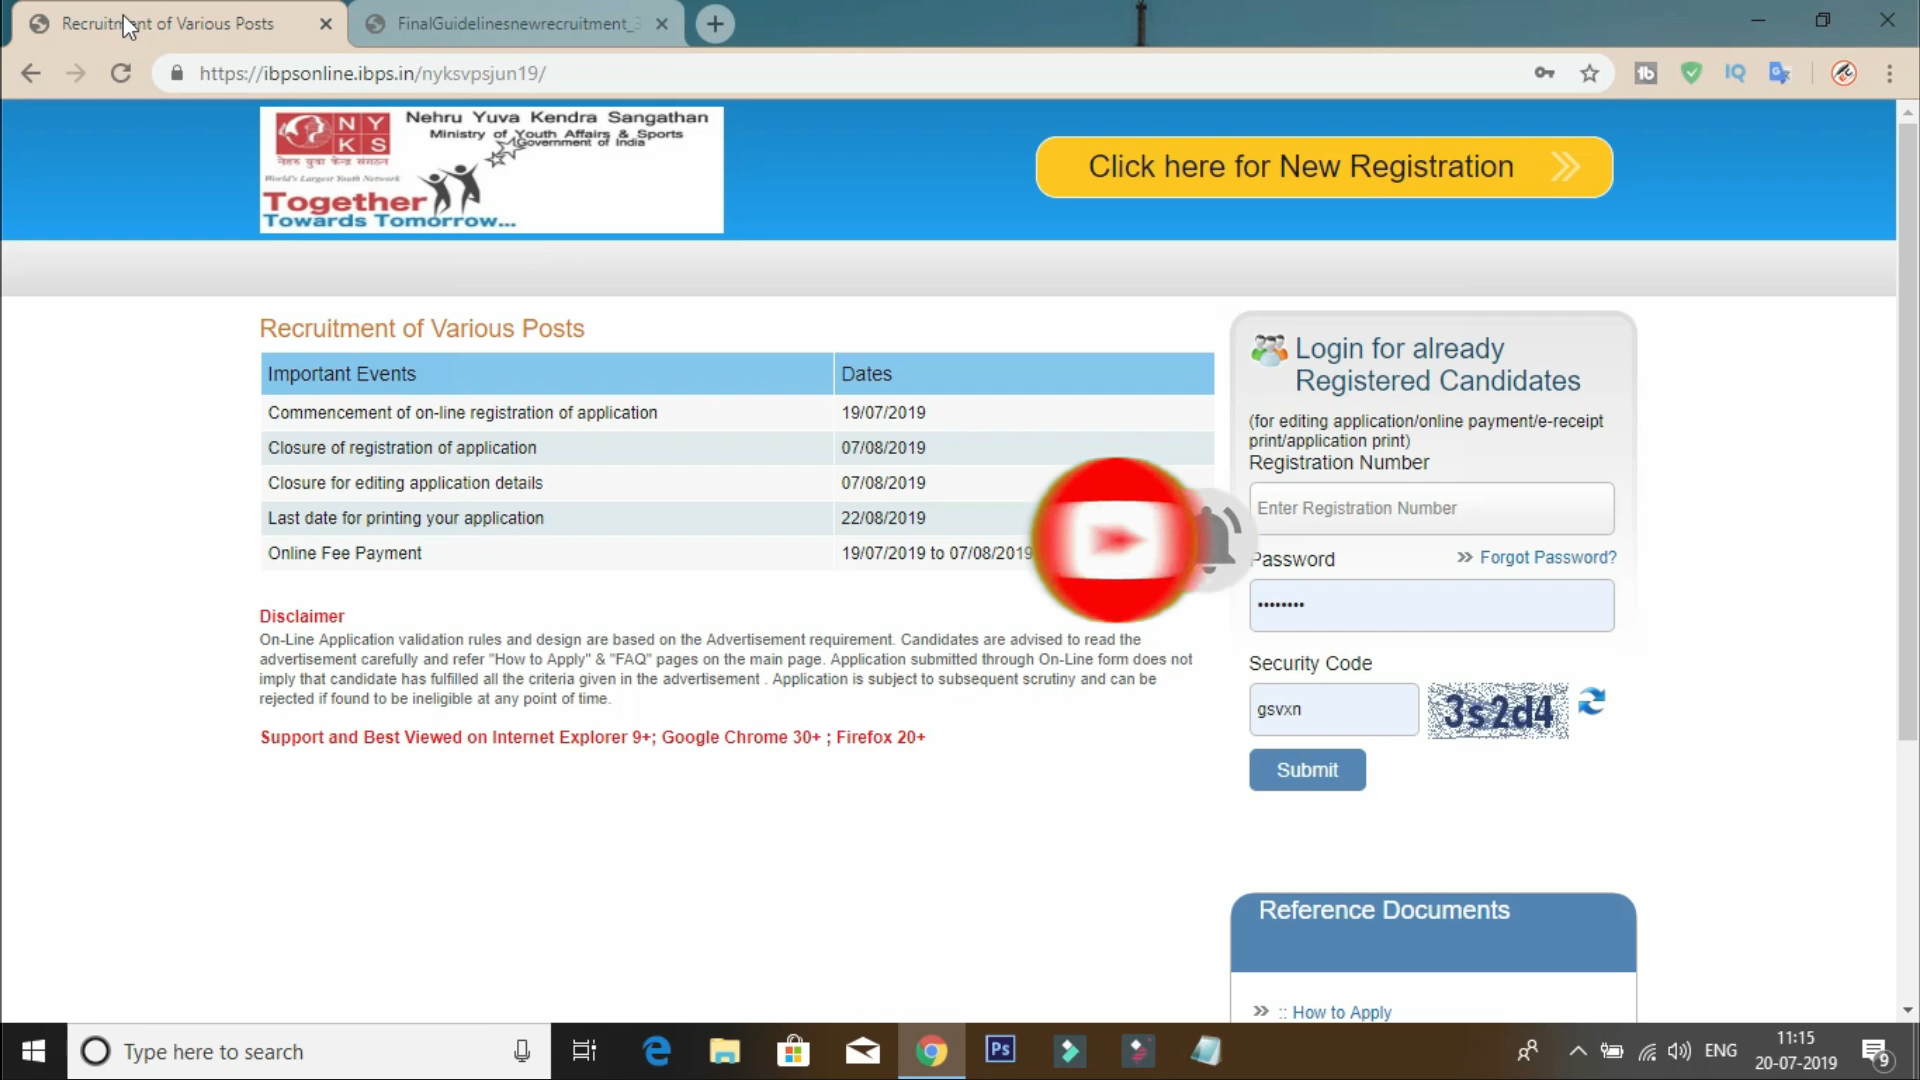 Recruitment of Various Posts
FinalGuidelinesnewrecruitment_3
https://ibpsonline.ibps.in/nyksvpsjun19/
N Y
K S
नेहरू युवा केन्द्र संगठन
World's Largest Youth Network
Nehru Yuva Kendra Sangathan
Ministry of Youth Affairs & Sports
Government of India
Together
Towards Tomorrow...
Click here for New Registration
Recruitment of Various Posts
Important Events Dates
Commencement of on-line registration of application 19/07/2019
Closure of registration of application 07/08/2019
Closure for editing application details 07/08/2019
Last date for printing your application 22/08/2019
Online Fee Payment 19/07/2019 to 07/08/2019
Disclaimer
On-Line Application validation rules and design are based on the Advertisement requirement. Candidates are advised to read the
advertisement carefully and refer "How to Apply" & "FAQ" pages on the main page. Application submitted through On-Line form does not
imply that candidate has fulfilled all the criteria given in the advertisement . Application is subject to subsequent scrutiny and can be
rejected if found to be ineligible at any point of time.
Support and Best Viewed on Internet Explorer 9+; Google Chrome 30+ ; Firefox 20+
Login for already
Registered Candidates
(for editing application/online payment/e-receipt
print/application print)
Registration Number
Enter Registration Number
Password >> Forgot Password?
••••••••
Security Code
gsvxn 3s2d4
Submit
Reference Documents
>> :: How to Apply
Type here to search
Ps
ENG
11:15
20-07-2019
9